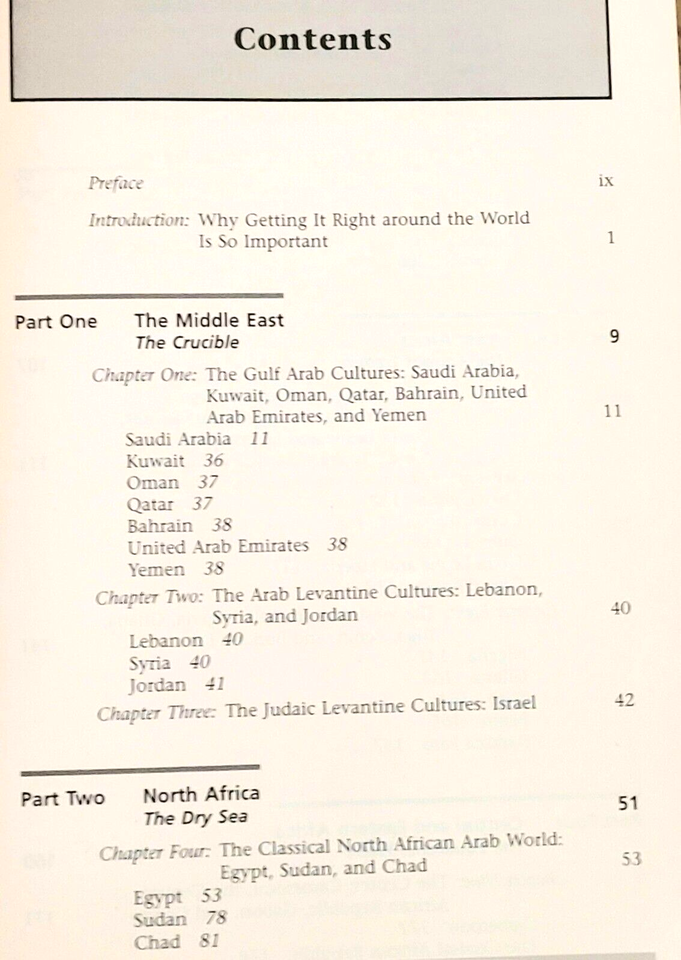 Contents
Preface ix
Introduction: Why Getting It Right around the World
Is So Important 1
Part One The Middle East
The Crucible 9
Chapter One: The Gulf Arab Cultures: Saudi Arabia,
Kuwait, Oman, Qatar, Bahrain, United
Arab Emirates, and Yemen 11
Saudi Arabia 11
Kuwait 36
Oman 37
Qatar 37
Bahrain 38
United Arab Emirates 38
Yemen 38
Chapter Two: The Arab Levantine Cultures: Lebanon,
Syria, and Jordan 40
Lebanon 40
Syria 40
Jordan 41
Chapter Three: The Judaic Levantine Cultures: Israel 42
Part Two North Africa
The Dry Sea 51
Chapter Four: The Classical North African Arab World:
Egypt, Sudan, and Chad 53
Egypt 53
Sudan 78
Chad 81